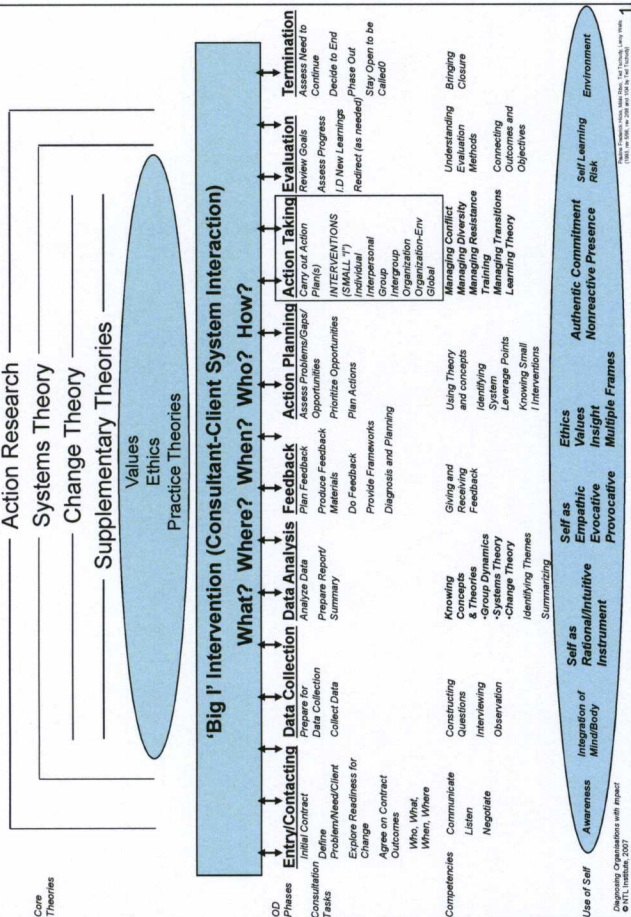 Core
Theories
Action Research
Systems Theory
Change Theory
Supplementary Theories
Values
Ethics
Practice Theories
'Big I' Intervention (Consultant-Client System Interaction)
What? Where? When? Who? How?
OD
Phases
Entry/Contacting
Data Collection
Data Analysis
Feedback
Action Planning
Action Taking
Evaluation
Termination
Consultation
Tasks
Initial Contract
Define
Problem/Need/Client
Explore Readiness for
Change
Agree on Contract
Outcomes
Who, What,
When, Where
Prepare for
Data Collection
Collect Data
Analyze Data
Prepare Report/
Summary
Plan Feedback
Produce Feedback
Materials
Do Feedback
Provide Frameworks
Diagnosis and Planning
Assess Problems/Gaps/
Opportunities
Prioritize Opportunities
Plan Actions
Carry out Action
Plan(s)
INTERVENTIONS
(SMALL "I")
Individual
Interpersonal
Group
Intergroup
Organization
Organization-Env
Global
Review Goals
Assess Progress
I.D New Learnings
Redirect (as needed)
Assess Need to
Continue
Decide to End
Phase Out
Stay Open to be
Called0
Competencies
Communicate
Listen
Negotiate
Constructing
Questions
Interviewing
Observation
Knowing
Concepts
& Theories
-Group Dynamics
-Systems Theory
-Change Theory
Identifying Themes
Summarizing
Giving and
Receiving
Feedback
Using Theory
and concepts
Identifying
System
Leverage Points
Knowing Small
I Interventions
Managing Conflict
Managing Diversity
Managing Resistance
Training
Managing Transitions
Learning Theory
Understanding
Evaluation
Methods
Connecting
Outcomes and
Objectives
Bringing
Closure
Use of Self
Awareness
Integration of
Mind/Body
Self as
Rational/Intuitive
Instrument
Self as
Empathic
Evocative
Provocative
Ethics
Values
Insight
Multiple Frames
Authentic Commitment
Nonreactive Presence
Self Learning
Risk
Environment
Diagnosing Organisations with impact
© NTL Institute, 2007
1